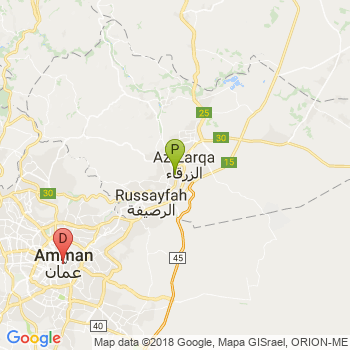 25
P
30
Az Zarqa
الزرقاء
15
Russayfah
الرصيفة
30
D
Amman
عمان
45
40
Google
Map data ©2018 Google, Mapa GISrael, ORION-ME